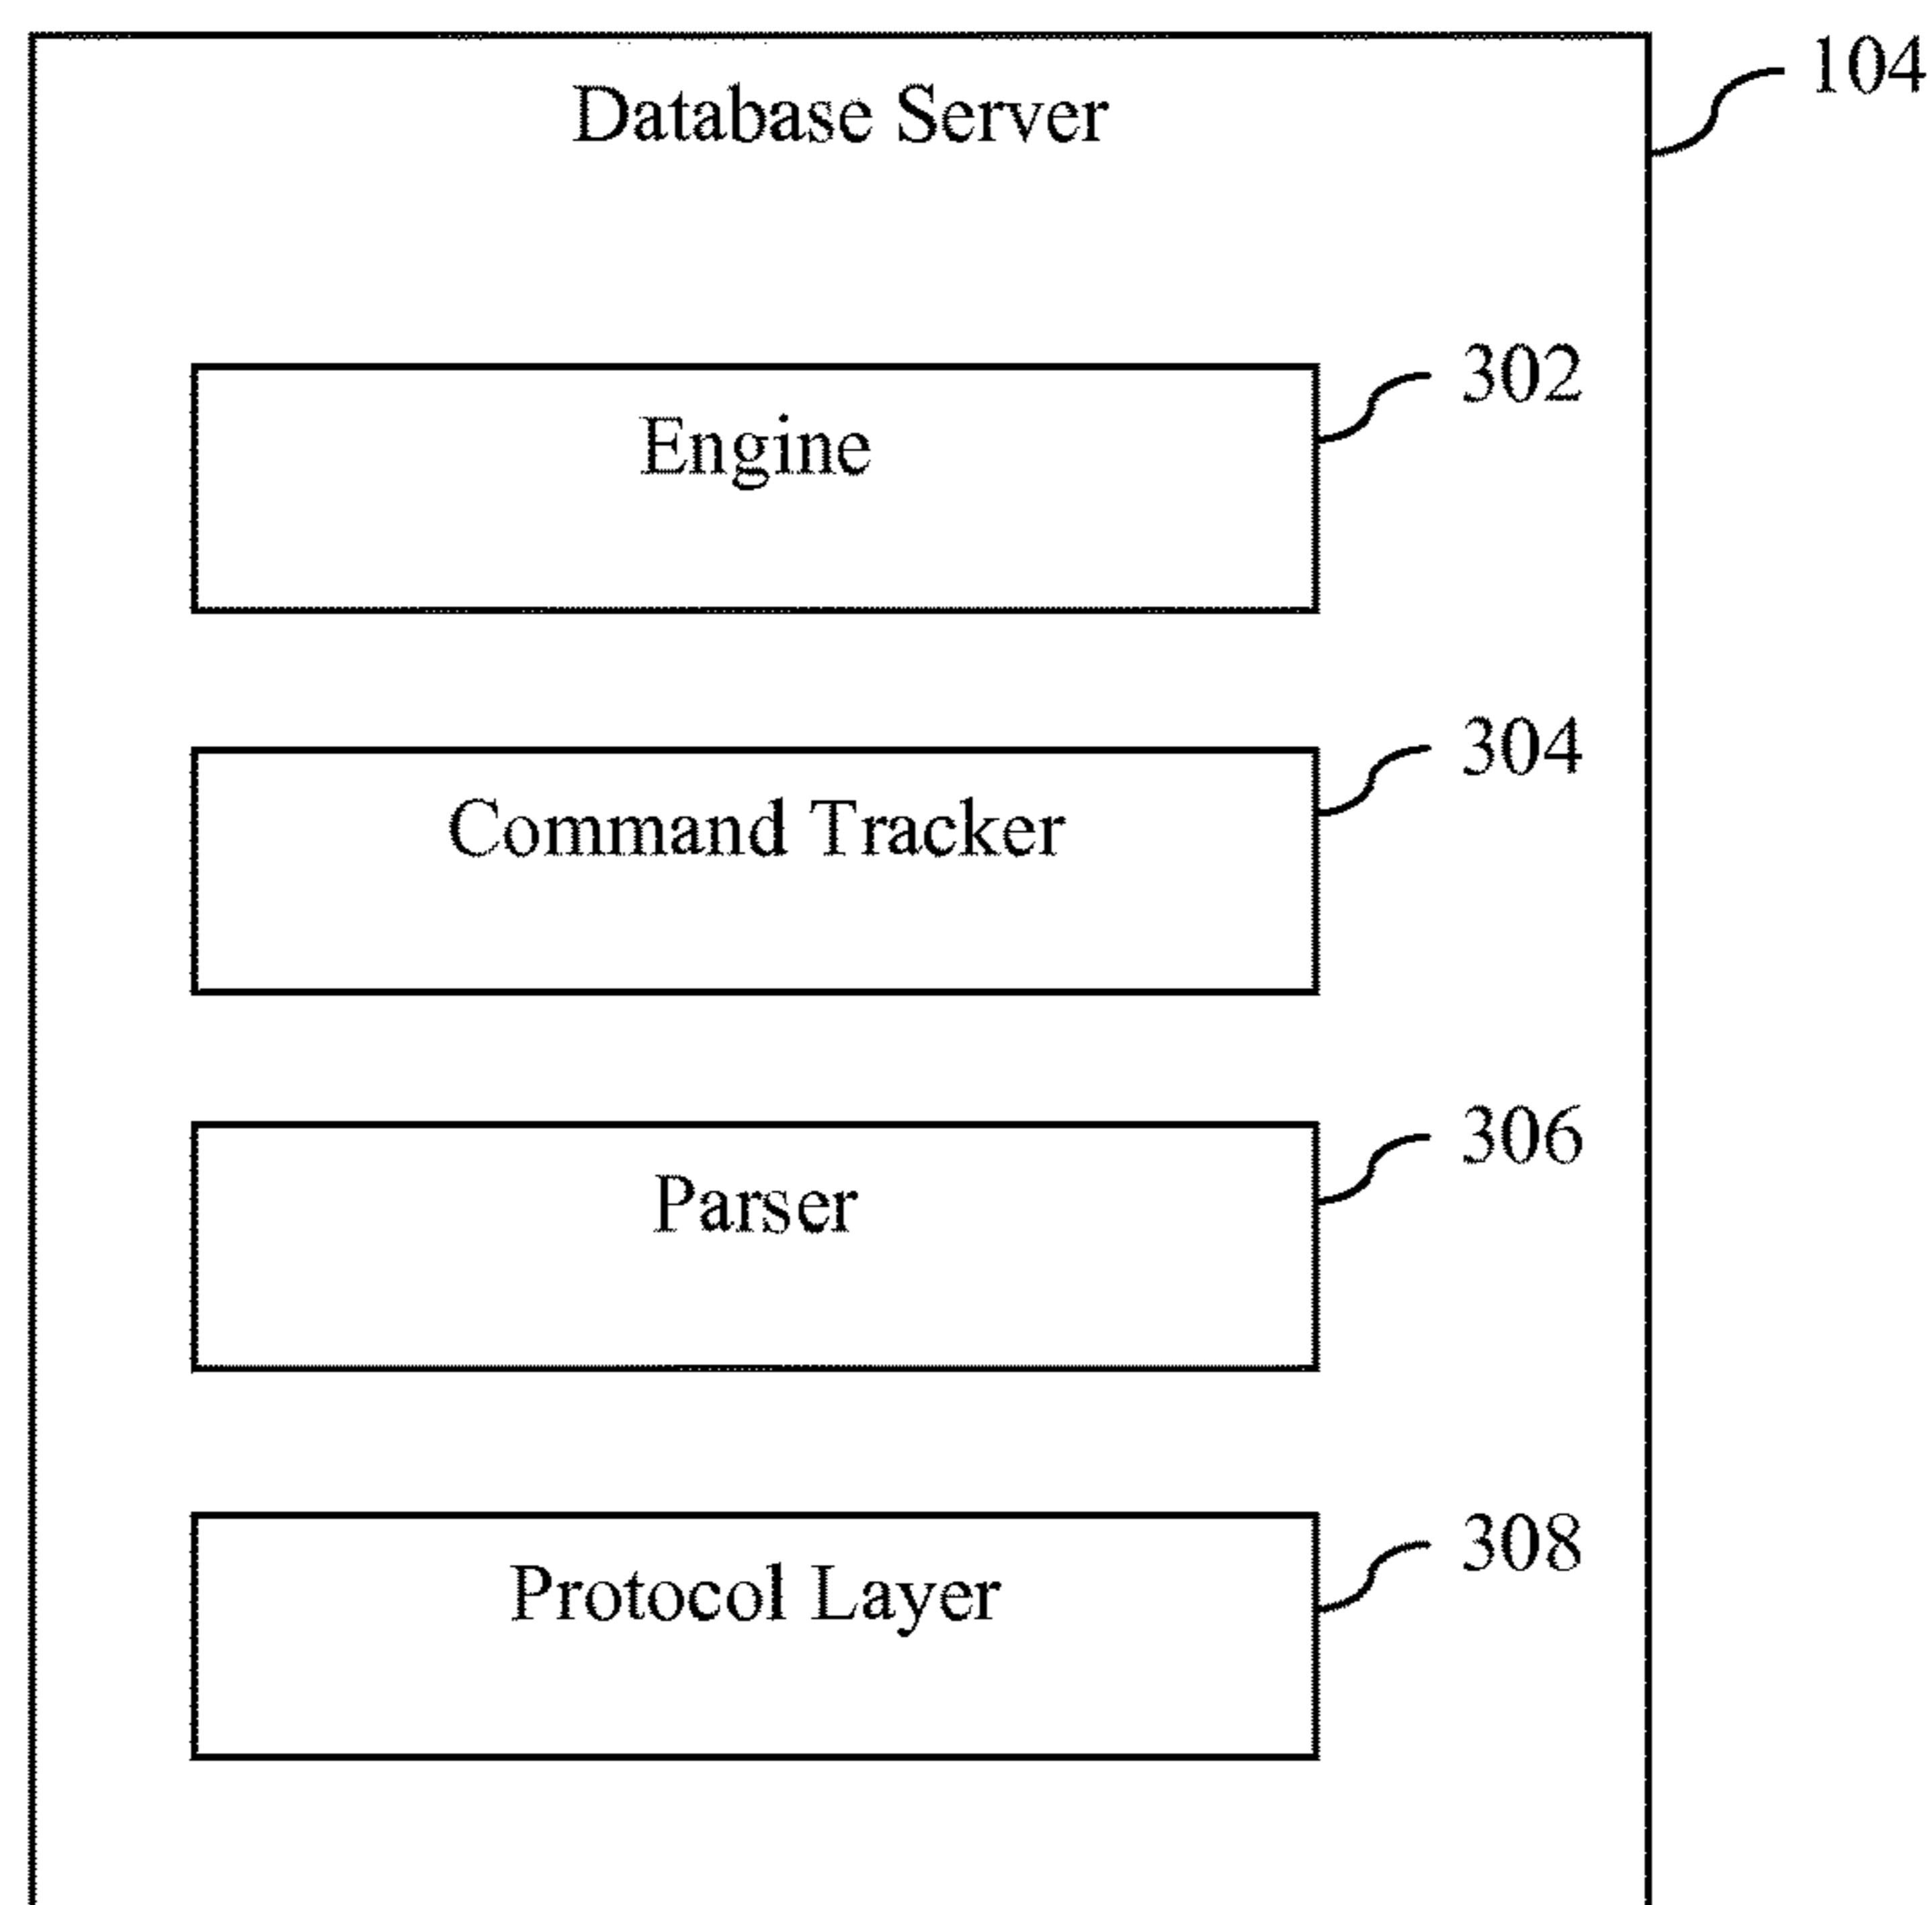 104
Database Server
302
Engine
304
Command Tracker
306
Parser
308
Protocol Layer